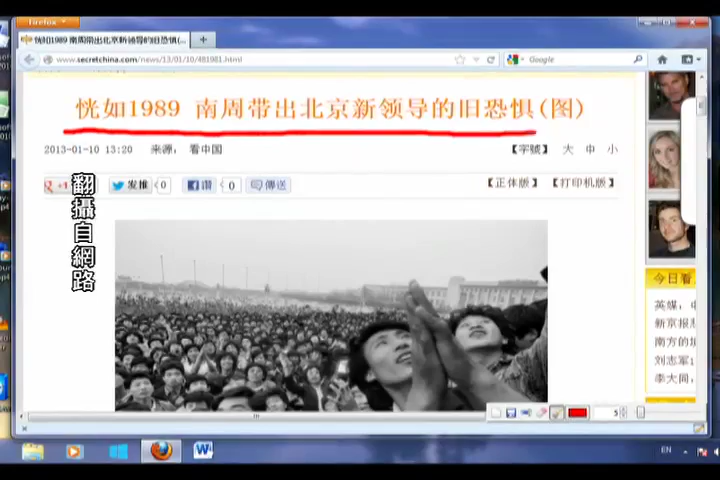 Firefox
恍如1989 南周带出北京新领导的旧恐惧(...
www.secretchina.com/news/13/01/10/481981.html
Google
恍如1989 南周带出北京新领导的旧恐惧(图)
2013-01-10 13:20 来源: 看中国
【字號】 大 中 小
+1
发推 0
讚 0
傳送
【正体版】 【打印机版】
翻攝自網路
今日看
英媒，
新京报
南方的
刘志军
李大同，
5
EN